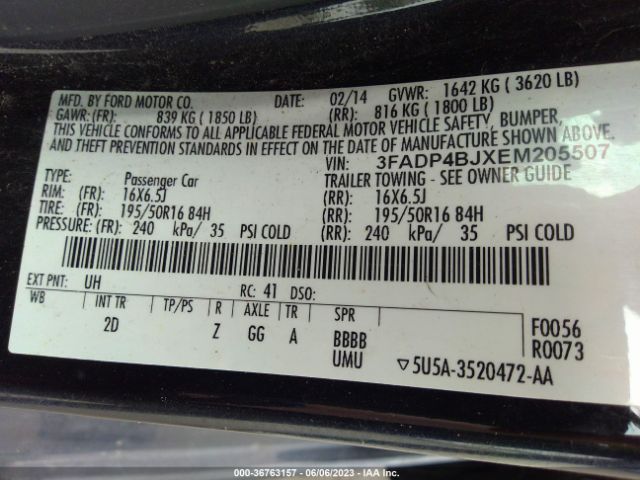 MFD. BY FORD MOTOR CO. DATE: 02/14 GVWR: 1642 KG ( 3620 LB)
GAWR: (FR): 839 KG ( 1850 LB) (RR): 816 KG ( 1800 LB)
THIS VEHICLE CONFORMS TO ALL APPLICABLE FEDERAL MOTOR VEHICLE SAFETY, BUMPER,
AND THEFT PREVENTION STANDARDS IN EFFECT ON THE DATE OF MANUFACTURE SHOWN ABOVE.
VIN: 3FADP4BJXEM205507
TYPE: Passenger Car TRAILER TOWING - SEE OWNER GUIDE
RIM: (FR): 16X6.5J (RR): 16X6.5J
TIRE: (FR): 195/50R16 84H (RR): 195/50R16 84H
PRESSURE: (FR): 240 kPa/ 35 PSI COLD (RR): 240 kPa/ 35 PSI COLD
EXT PNT: UH RC: 41 DSO:
WB INT TR TP/PS R AXLE TR SPR
2D Z GG A BBBB F0056
UMU R0073
▽5U5A-3520472-AA
000-36763157 - 06/06/2023 - IAA Inc.